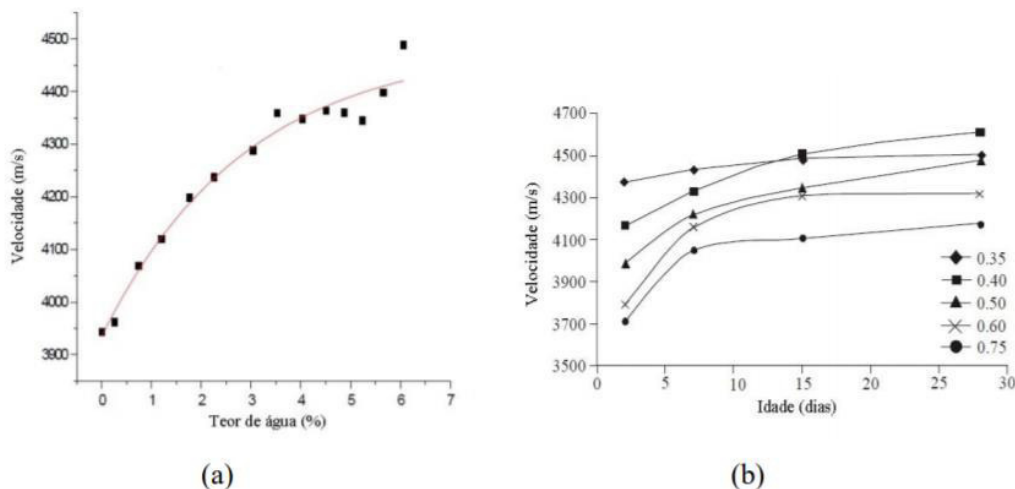 4500
4400
4300
4200
4100
4000
3900
Velocidade (m/s)
0 1 2 3 4 5 6 7
Teor de água (%)
(a)
4700
4500
4300
4100
3900
3700
3500
Velocidade (m/s)
0 5 10 15 20 25 30
Idade (dias)
0.35
0.40
0.50
0.60
0.75
(b)